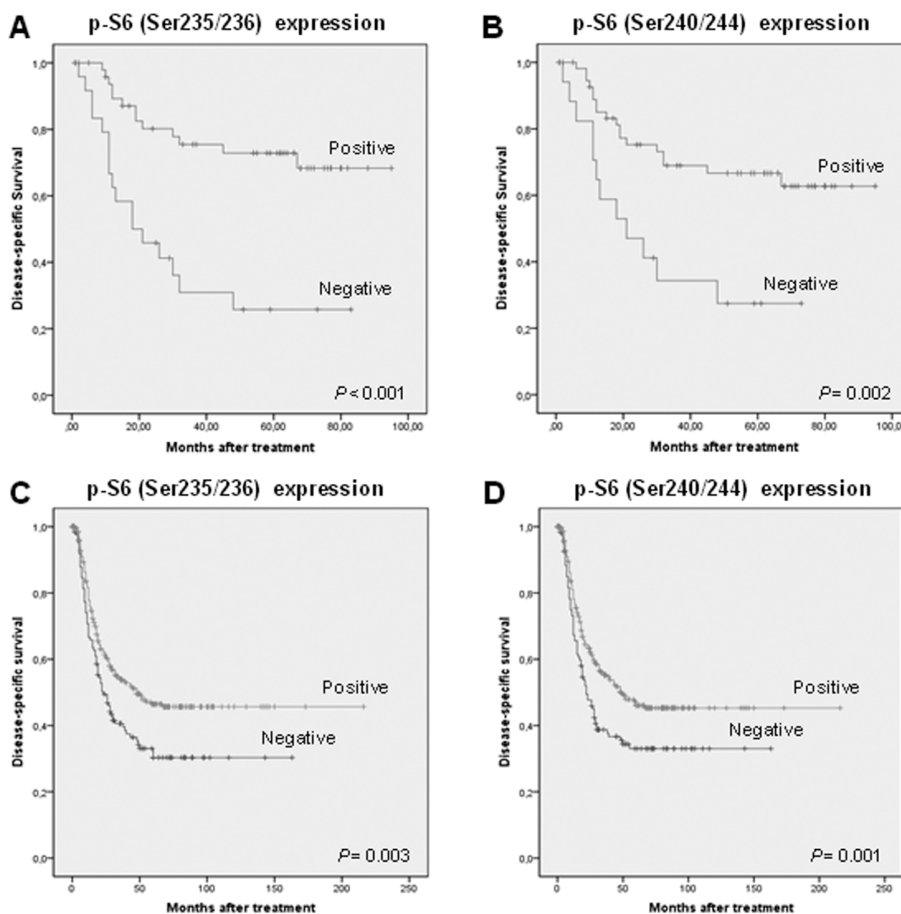 A
p-S6 (Ser235/236) expression
1,0
0,8
0,6
0,4
0,2
0,0
Disease-specific Survival
Positive
Negative
P < 0.001
,00
20,00
40,00
60,00
80,00
100,00
Months after treatment
B
p-S6 (Ser240/244) expression
1,0
0,8
0,6
0,4
0,2
0,0
Disease-specific Survival
Positive
Negative
P = 0.002
,00
20,00
40,00
60,00
80,00
100,00
Months after treatment
C
p-S6 (Ser235/236) expression
1,0
0,8
0,6
0,4
0,2
0,0
Disease-specific survival
Positive
Negative
P = 0.003
0
50
100
150
200
250
Months after treatment
D
p-S6 (Ser240/244) expression
1,0
0,8
0,6
0,4
0,2
0,0
Disease-specific survival
Positive
Negative
P = 0.001
0
50
100
150
200
250
Months after treatment